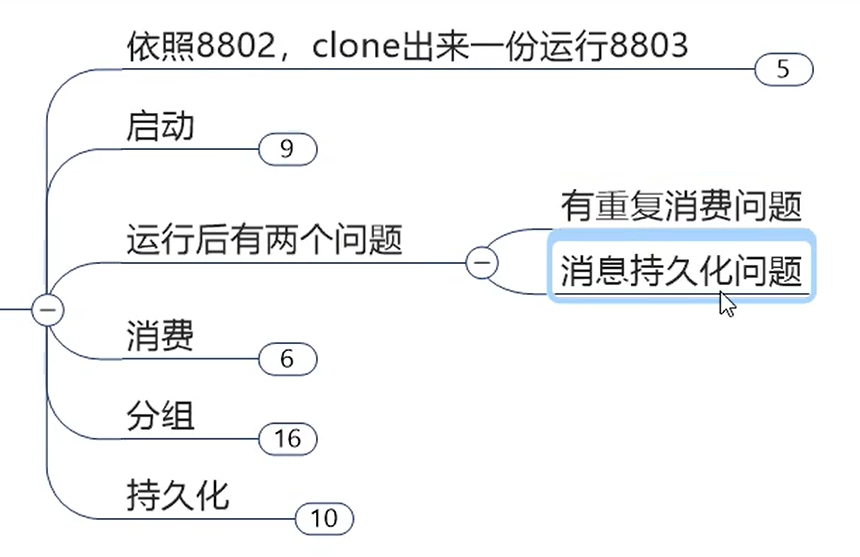 依照8802，clone出来一份运行8803
5
启动
9
运行后有两个问题
有重复消费问题
消息持久化问题
消费
6
分组
16
持久化
10